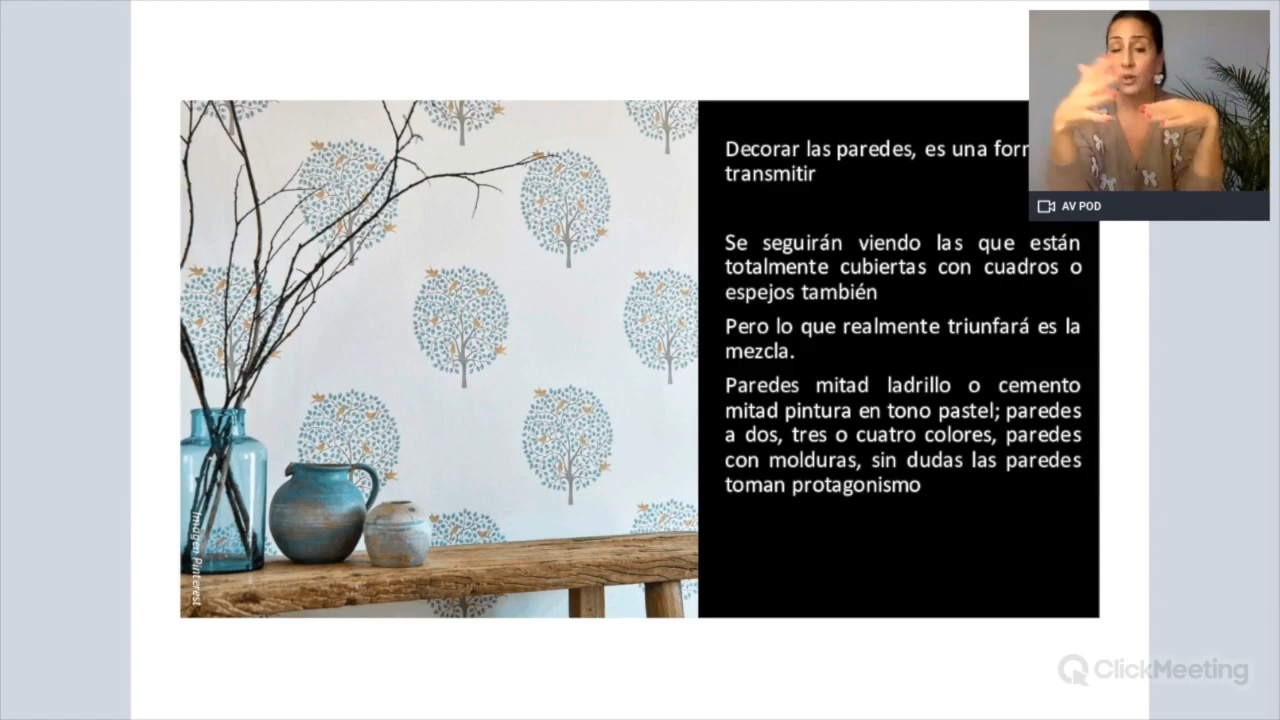 Decorar las paredes, es una
transmitir
Se seguirán viendo las que están
totalmente cubiertas con cuadros o
espejos también
Pero lo que realmente triunfará es la
mezcla.
Paredes mitad ladrillo o cemento
mitad pintura en tono pastel; paredes
a dos, tres o cuatro colores, paredes
con molduras, sin dudas las paredes
toman protagonismo
Imagen Pinterest
AV POD
ClickMeeting